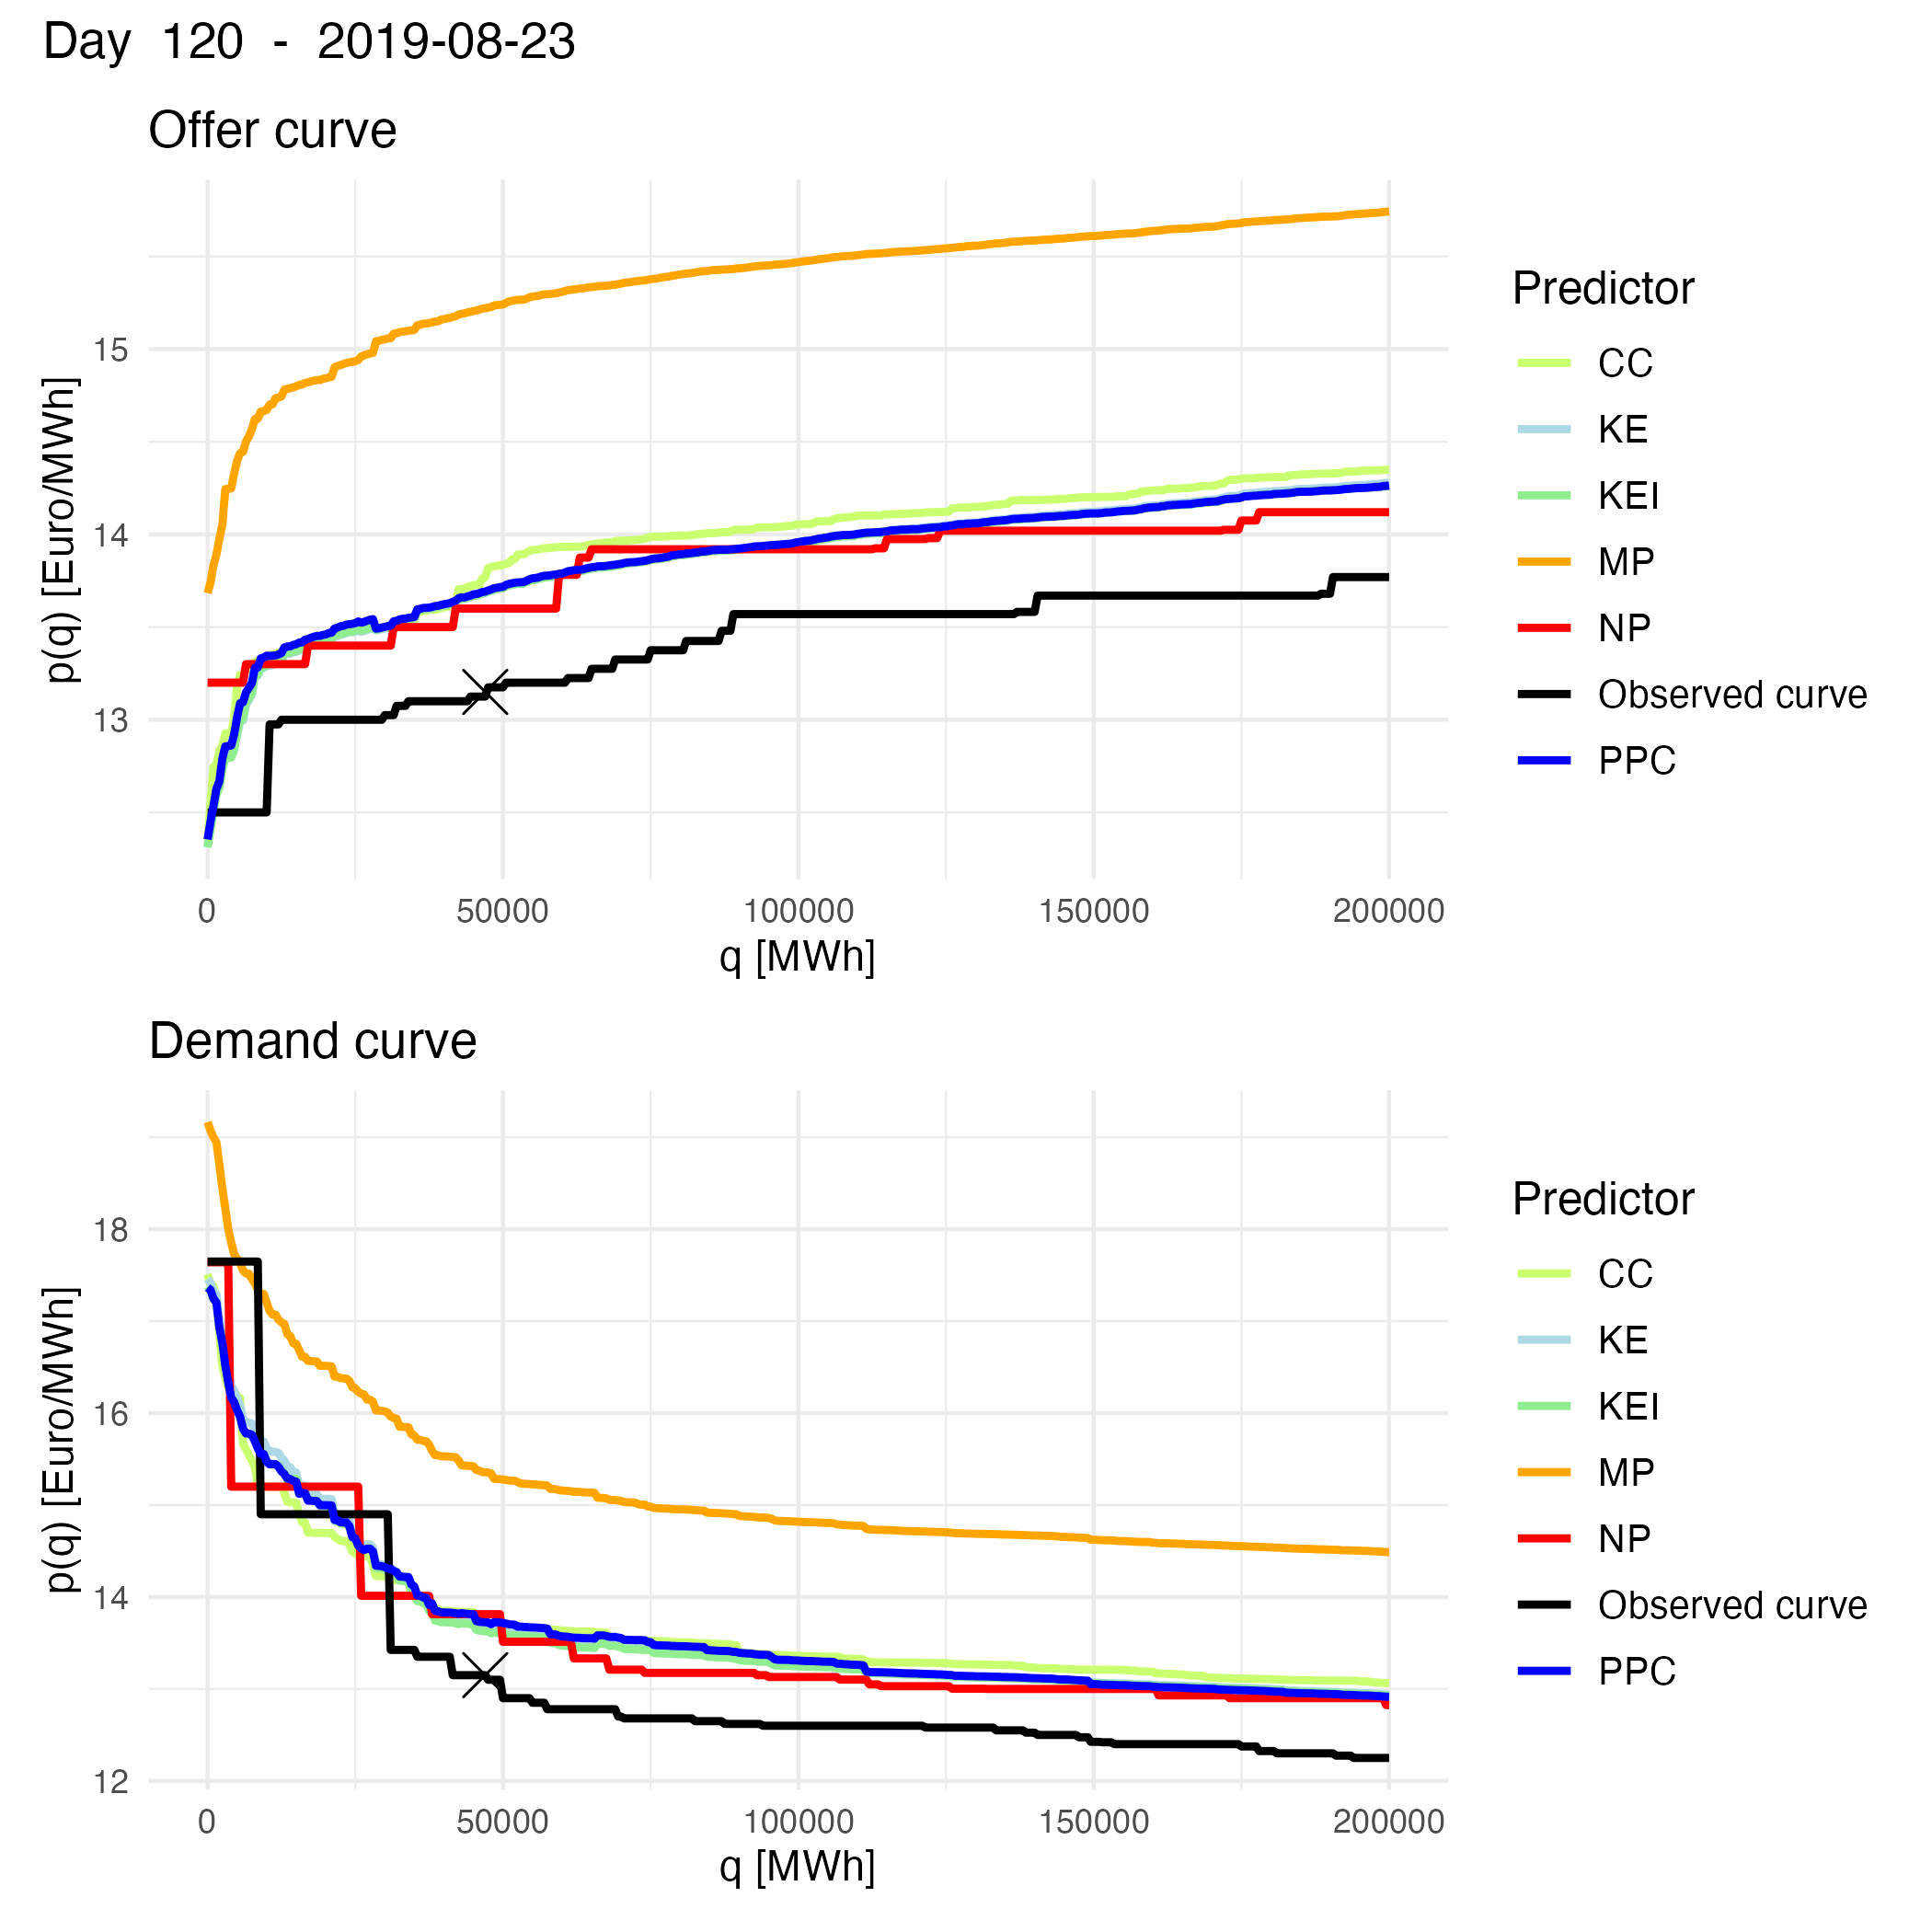 Day 120 - 2019-08-23
Offer curve
p(q) [Euro/MWh]
15
14
13
0 50000 100000 150000 200000
q [MWh]
Predictor
CC
KE
KEI
MP
NP
Observed curve
PPC
Demand curve
p(q) [Euro/MWh]
18
16
14
12
0 50000 100000 150000 200000
q [MWh]
Predictor
CC
KE
KEI
MP
NP
Observed curve
PPC